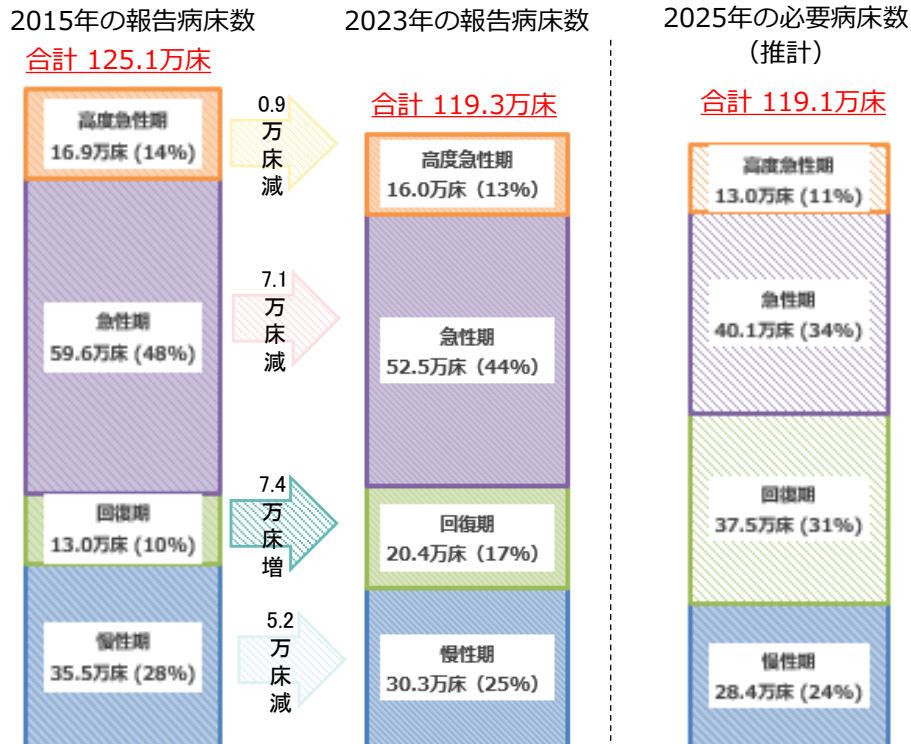 2015年の報告病床数
合計 125.1万床
高度急性期
16.9万床 (14%)
急性期
59.6万床 (48%)
回復期
13.0万床 (10%)
慢性期
35.5万床 (28%)
0.9
万
床
減
7.1
万
床
減
7.4
万
床
増
5.2
万
床
減
2023年の報告病床数
合計 119.3万床
高度急性期
16.0万床 (13%)
急性期
52.5万床 (44%)
回復期
20.4万床 (17%)
慢性期
30.3万床 (25%)
2025年の必要病床数
（推計）
合計 119.1万床
高度急性期
13.0万床 (11%)
急性期
40.1万床 (34%)
回復期
37.5万床 (31%)
慢性期
28.4万床 (24%)